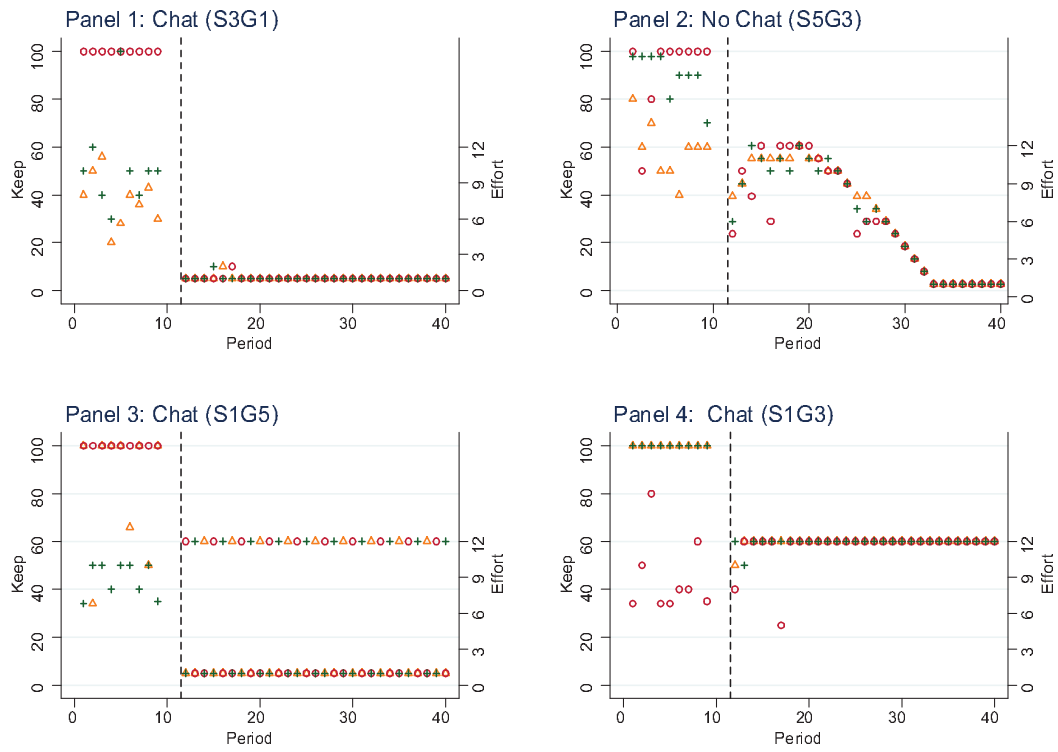 Panel 1: Chat (S3G1)
Keep
0 20 40 60 80 100
0 3 6 9 12
Effort
0 10 20 30 40
Period
Panel 2: No Chat (S5G3)
Keep
0 20 40 60 80 100
0 3 6 9 12
Effort
0 10 20 30 40
Period
Panel 3: Chat (S1G5)
Keep
0 20 40 60 80 100
0 3 6 9 12
Effort
0 10 20 30 40
Period
Panel 4: Chat (S1G3)
Keep
0 20 40 60 80 100
0 3 6 9 12
Effort
0 10 20 30 40
Period